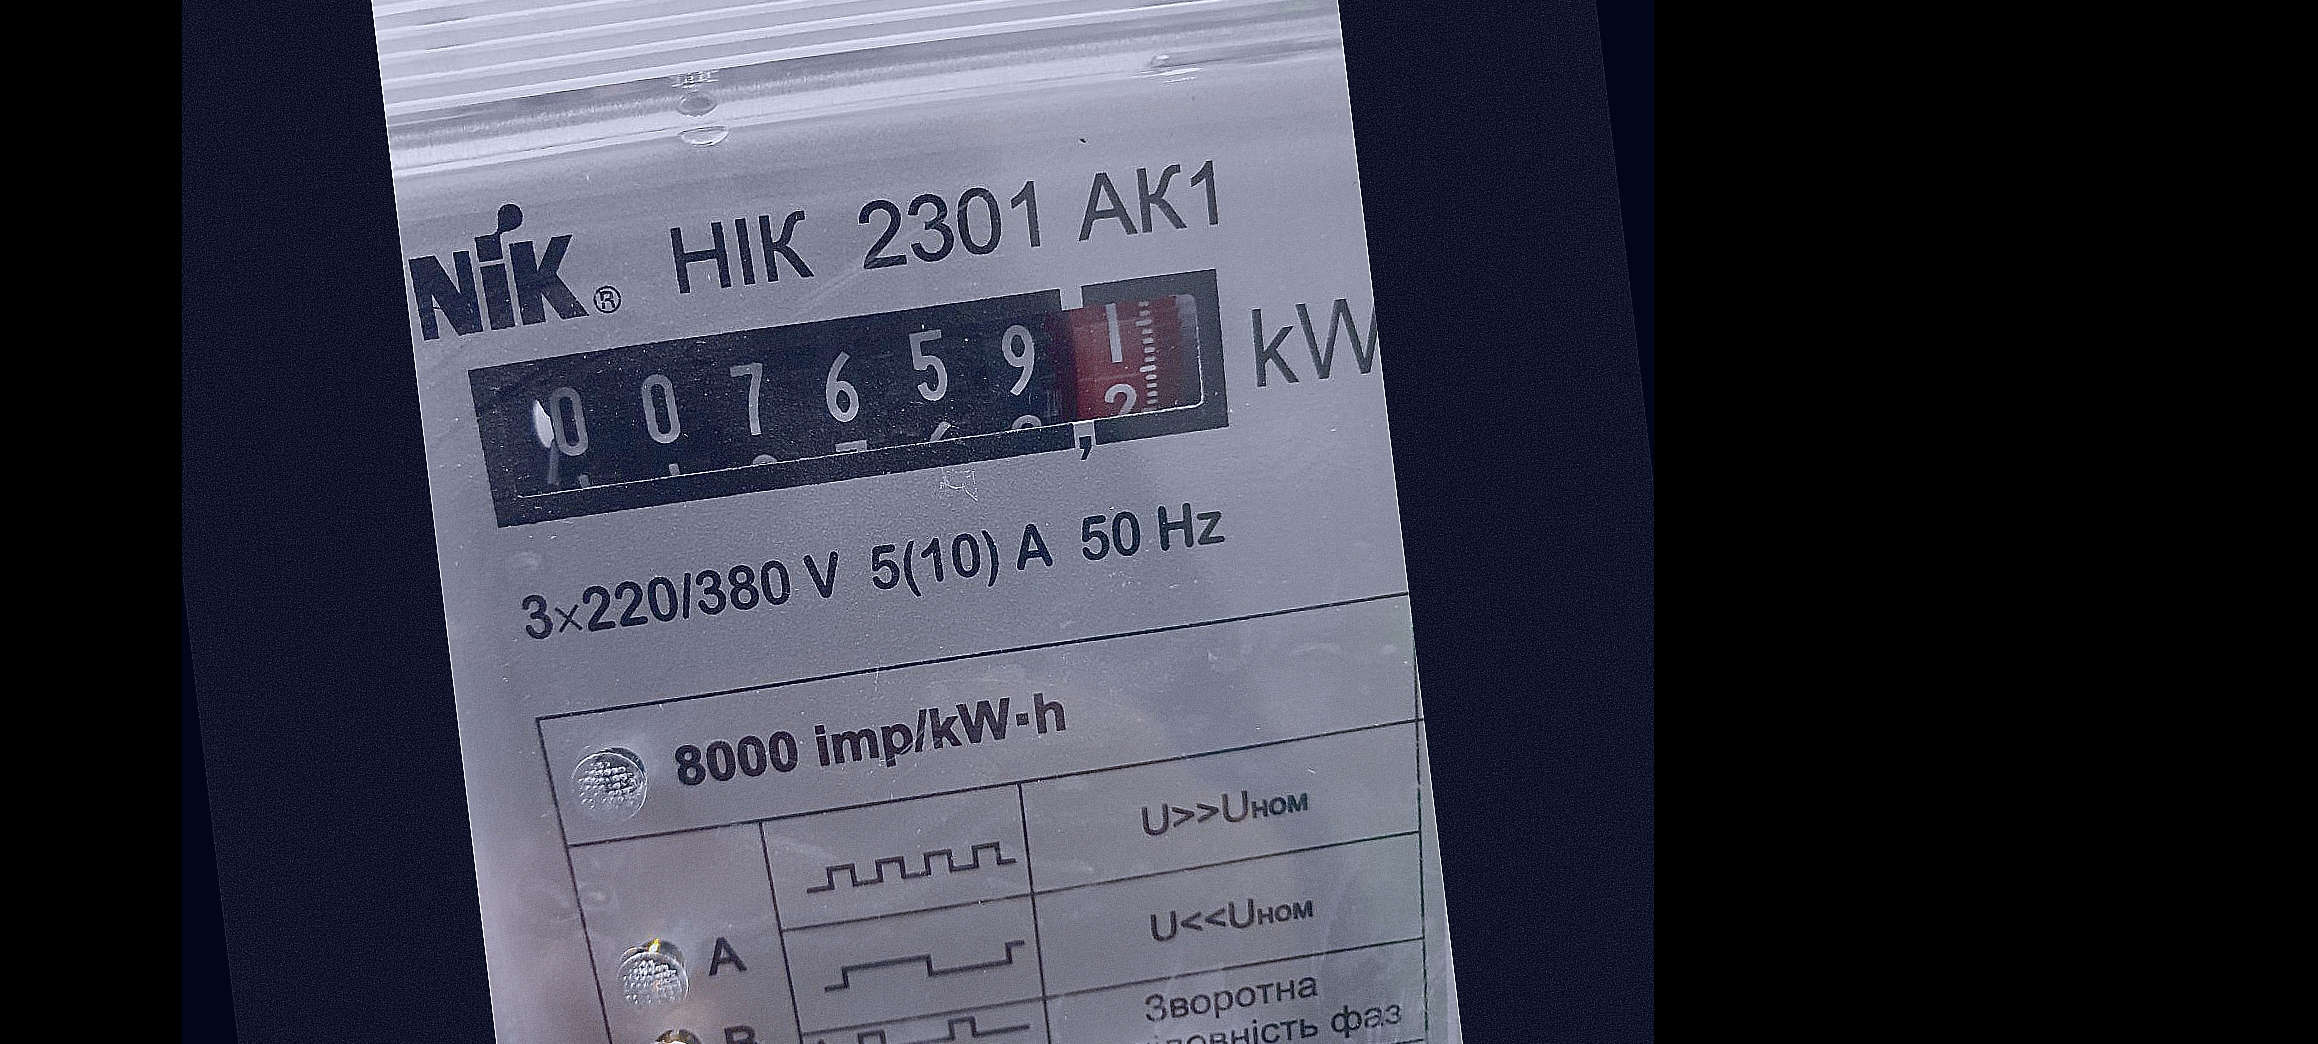 NiK® НІК 2301 АК1
007659,1 kW
3×220/380 V 5(10) A 50 Hz
8000 imp/kW·h
U>>Uном
A
U<<Uном
B
Зворотна
фаз